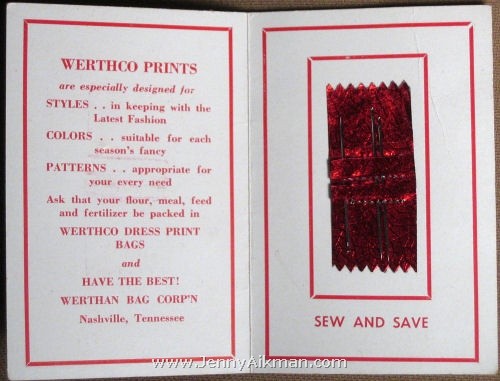 WERTHCO PRINTS
are especially designed for
STYLES . . in keeping with the
Latest Fashion
COLORS . . suitable for each
season's fancy
PATTERNS . . appropriate for
your every need
Ask that your flour, meal, feed
and fertilizer be packed in
WERTHCO DRESS PRINT
BAGS
and
HAVE THE BEST!
WERTHAN BAG CORP'N
Nashville, Tennessee
SEW AND SAVE
www.JennyAikman.com